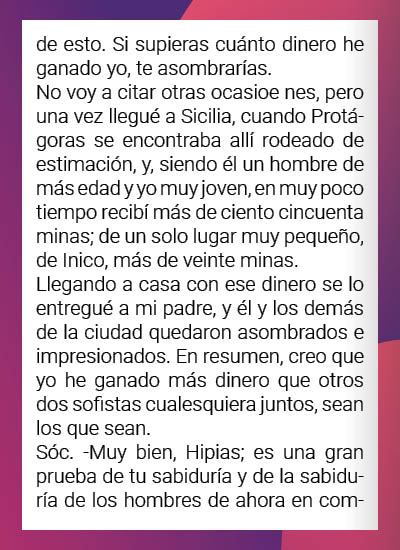 de esto. Si supieras cuánto dinero he
ganado yo, te asombrarías.
No voy a citar otras ocasioe nes, pero
una vez llegué a Sicilia, cuando Protá-
goras se encontraba allí rodeado de
estimación, y, siendo él un hombre de
más edad y yo muy joven, en muy poco
tiempo recibí más de ciento cincuenta
minas; de un solo lugar muy pequeño,
de Inico, más de veinte minas.
Llegando a casa con ese dinero se lo
entregué a mi padre, y él y los demás
de la ciudad quedaron asombrados e
impresionados. En resumen, creo que
yo he ganado más dinero que otros
dos sofistas cualesquiera juntos, sean
los que sean.
Sóc. -Muy bien, Hipias; es una gran
prueba de tu sabiduría y de la sabidu-
ría de los hombres de ahora en com-